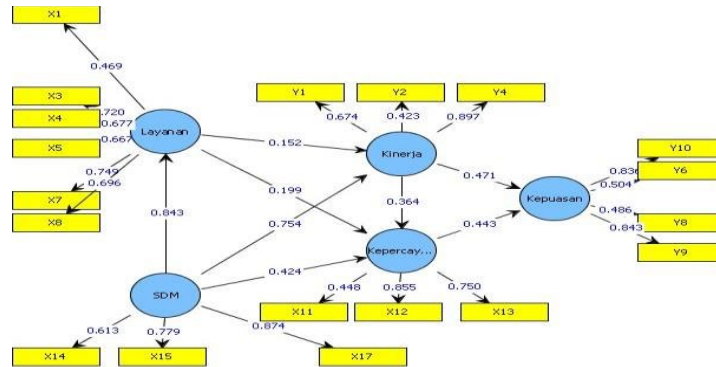 X1
0.469
X3
0.720
X4
0.677
X5
0.667
Layanan
0.749
0.696
X7
X8
Y1
Y2
Y4
0.674
0.423
0.897
0.152
Kinerja
0.199
0.471
0.843
0.754
0.364
Y10
0.836
Y6
0.504
Kepuasan
0.486
Y8
0.843
Y9
0.443
Kepercay...
0.424
SDM
0.448
0.855
0.750
X11
X12
X13
0.613
0.779
0.874
X14
X15
X17